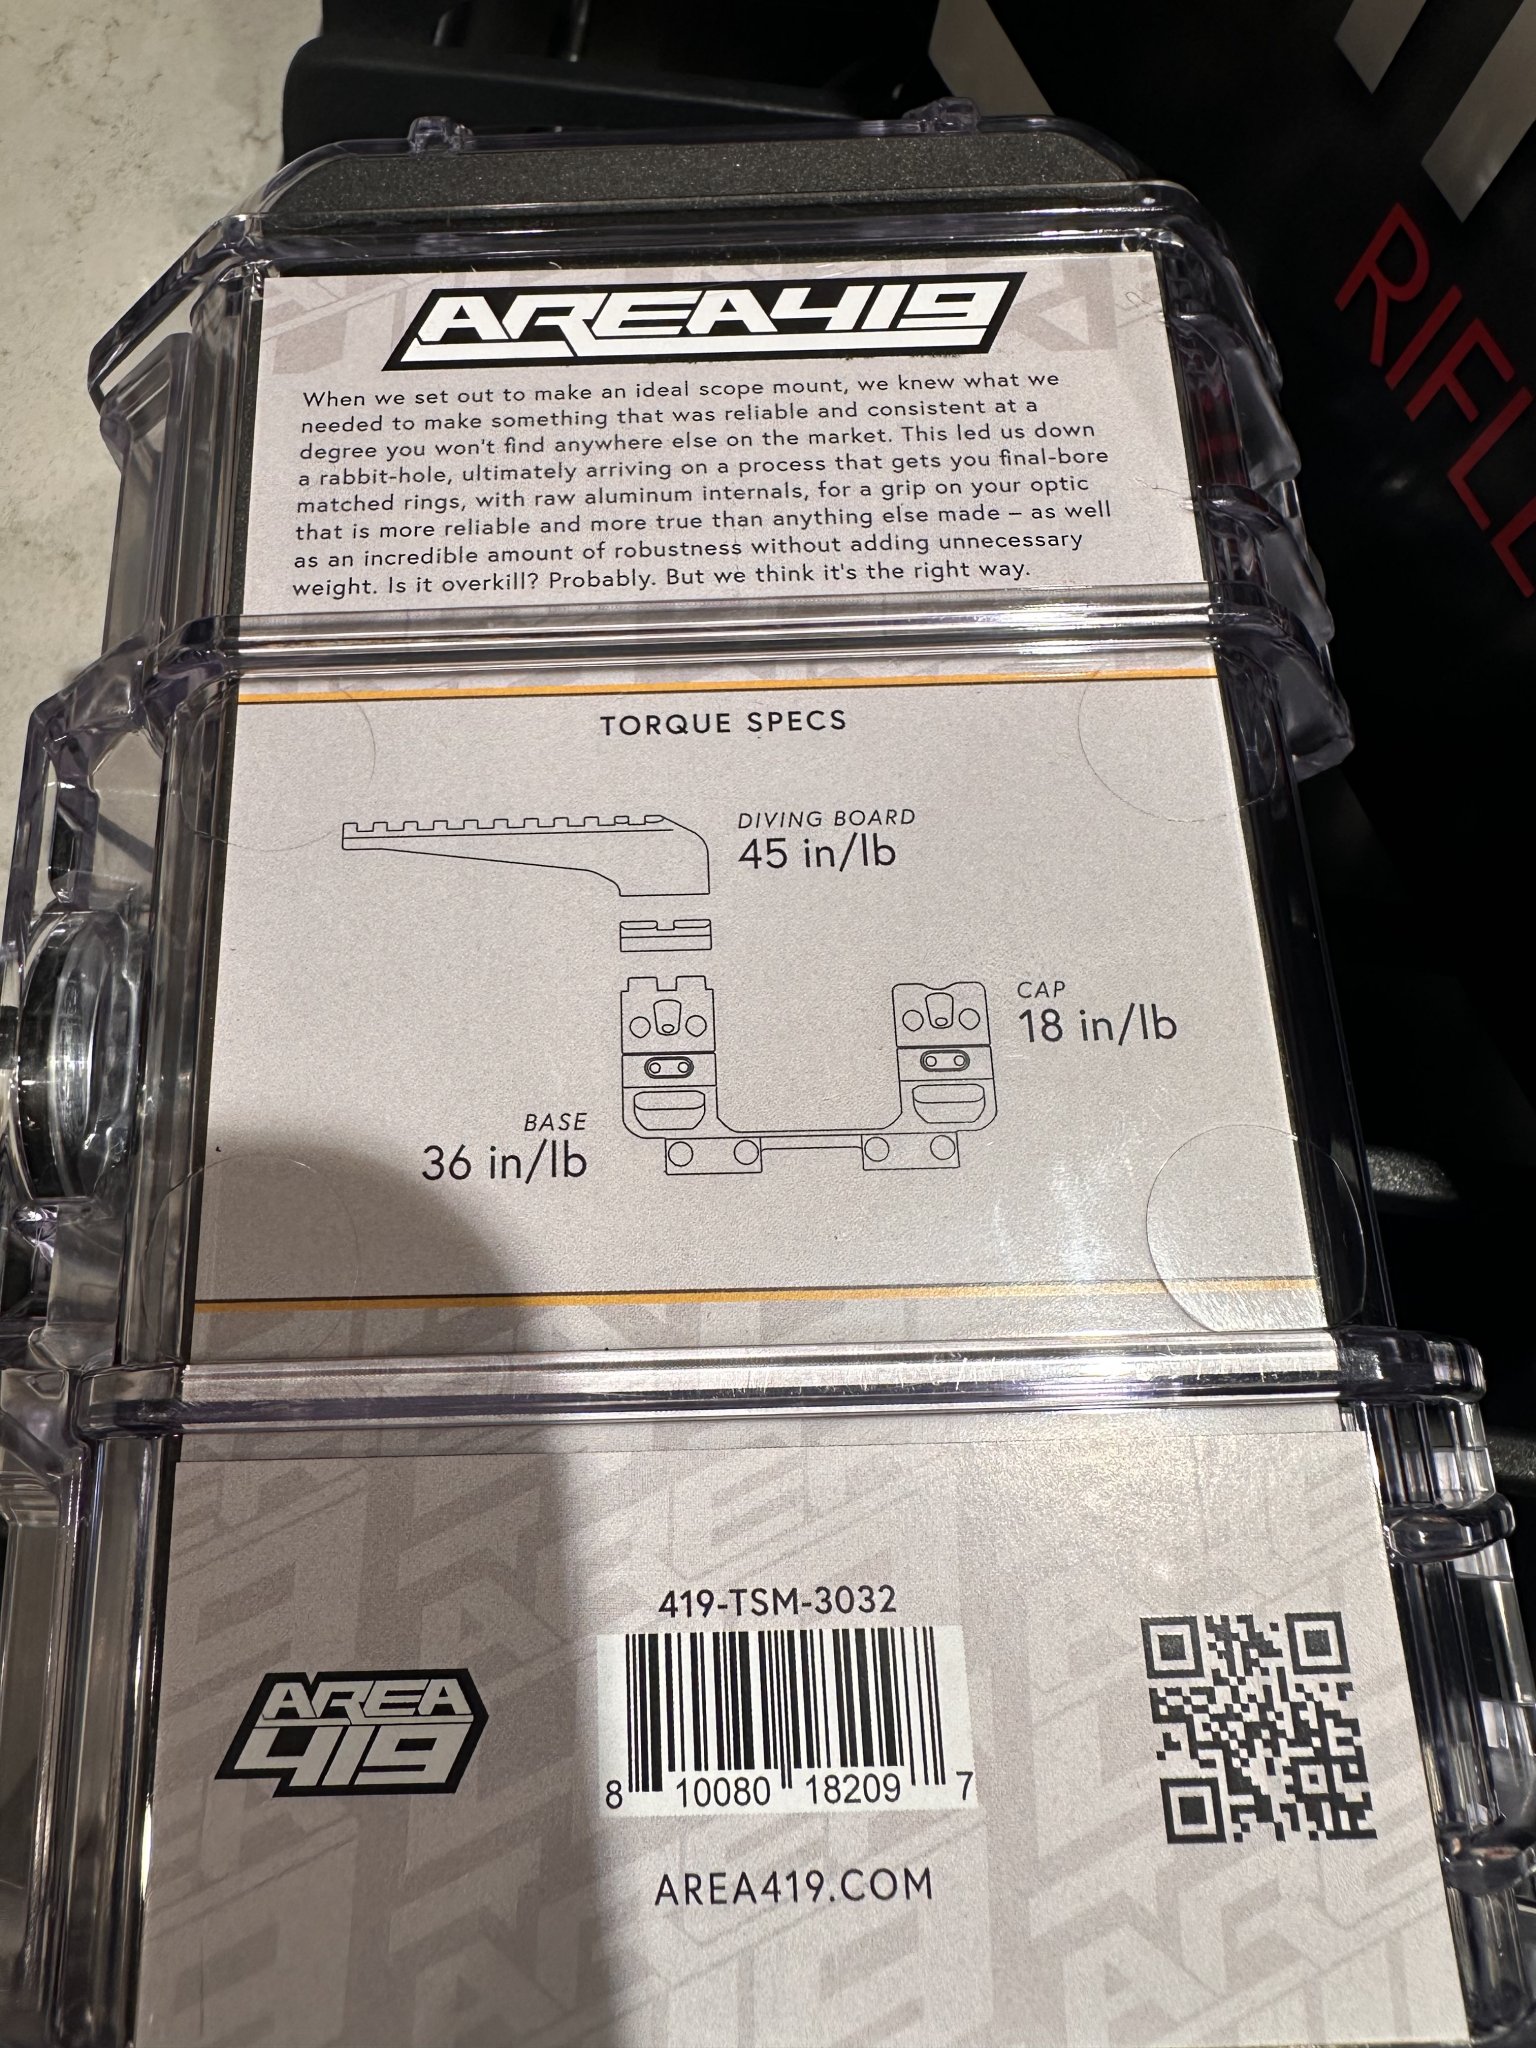 AREA419
When we set out to make an ideal scope mount, we knew what we
needed to make something that was reliable and consistent at a
degree you won't find anywhere else on the market. This led us down
a rabbit-hole, ultimately arriving on a process that gets you final-bore
matched rings, with raw aluminum internals, for a grip on your optic
that is more reliable and more true than anything else made – as well
as an incredible amount of robustness without adding unnecessary
weight. Is it overkill? Probably. But we think it's the right way.
RIFLE
TORQUE SPECS
DIVING BOARD
45 in/lb
CAP
18 in/lb
BASE
36 in/lb
419-TSM-3032
AREA
419
8 10080 18209 7
AREA419.COM